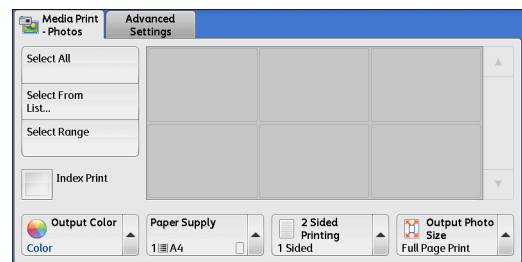 Media Print
- Photos
Advanced
Settings
Select All
Select From
List...
Select Range
Index Print
Output Color
Color
Paper Supply
1 A4
2 Sided
Printing
1 Sided
Output Photo
Size
Full Page Print